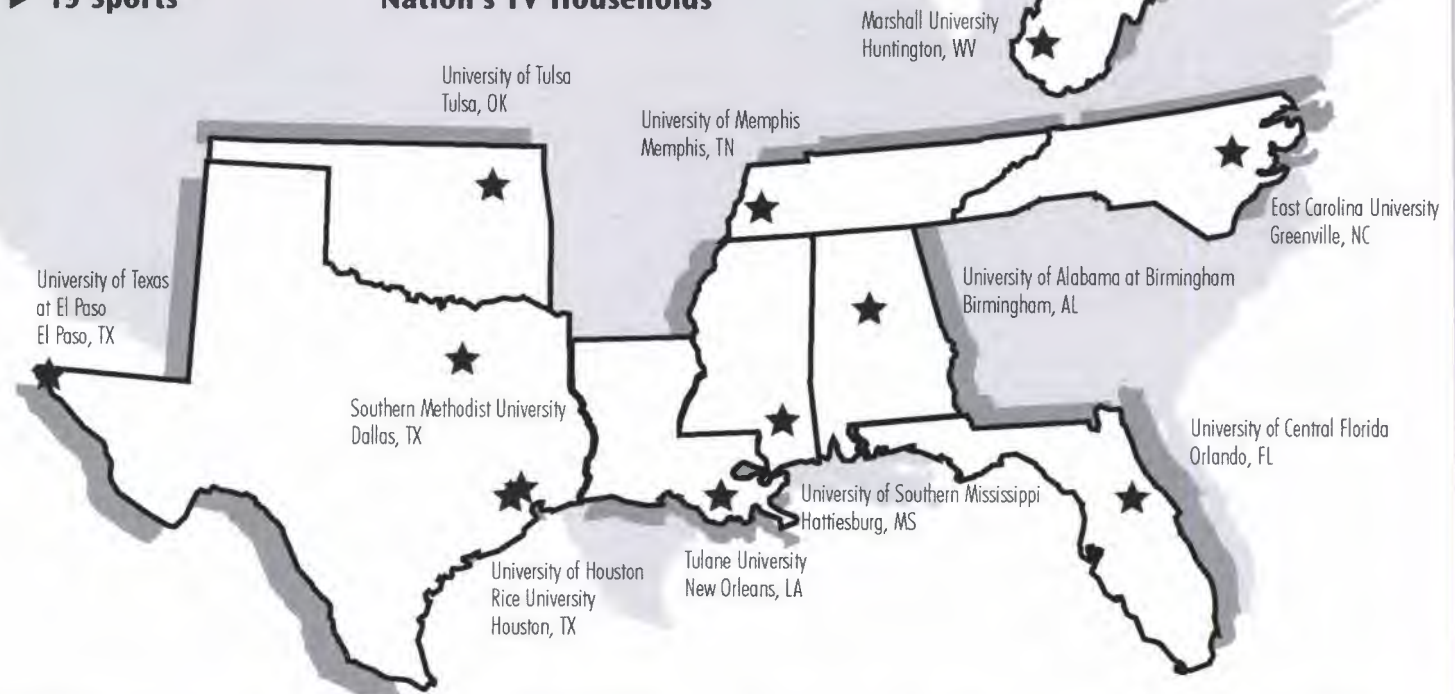 19 Sports
Nation's TV Households
Marshall University
Huntington, WV
University of Tulsa
Tulsa, OK
University of Memphis
Memphis, TN
East Carolina University
Greenville, NC
University of Texas
at El Paso
El Paso, TX
University of Alabama at Birmingham
Birmingham, AL
Southern Methodist University
Dallas, TX
University of Central Florida
Orlando, FL
University of Southern Mississippi
Hattiesburg, MS
University of Houston
Rice University
Houston, TX
Tulane University
New Orleans, LA